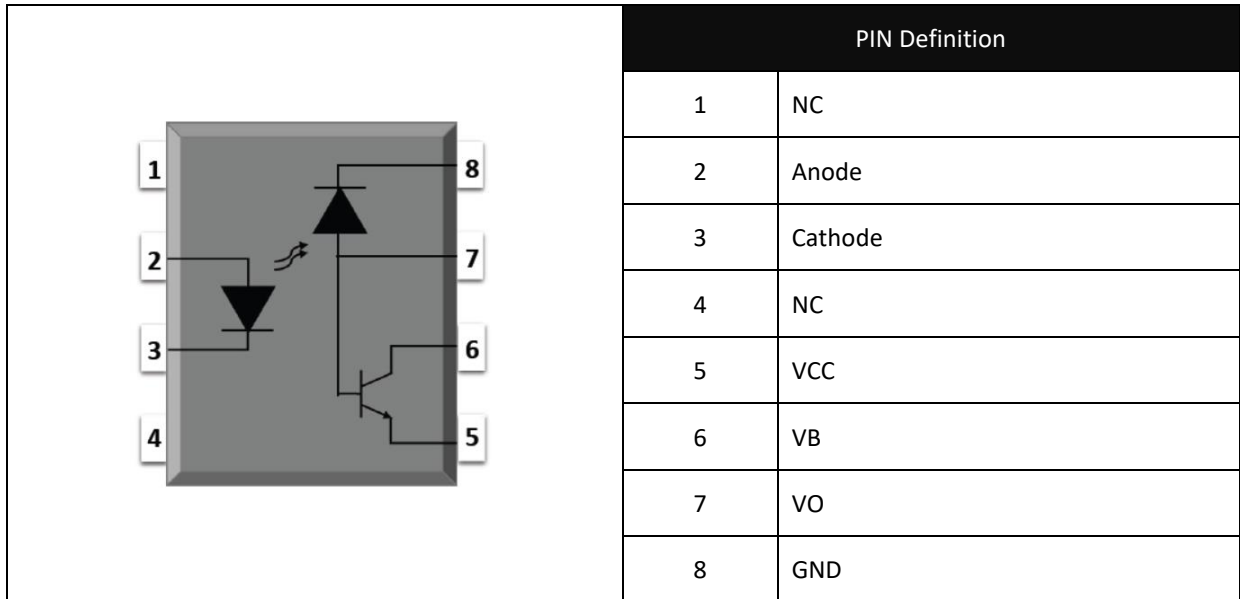 PIN Definition
1 NC
2 Anode
3 Cathode
4 NC
5 VCC
6 VB
7 VO
8 GND
1
2
3
4
8
7
6
5